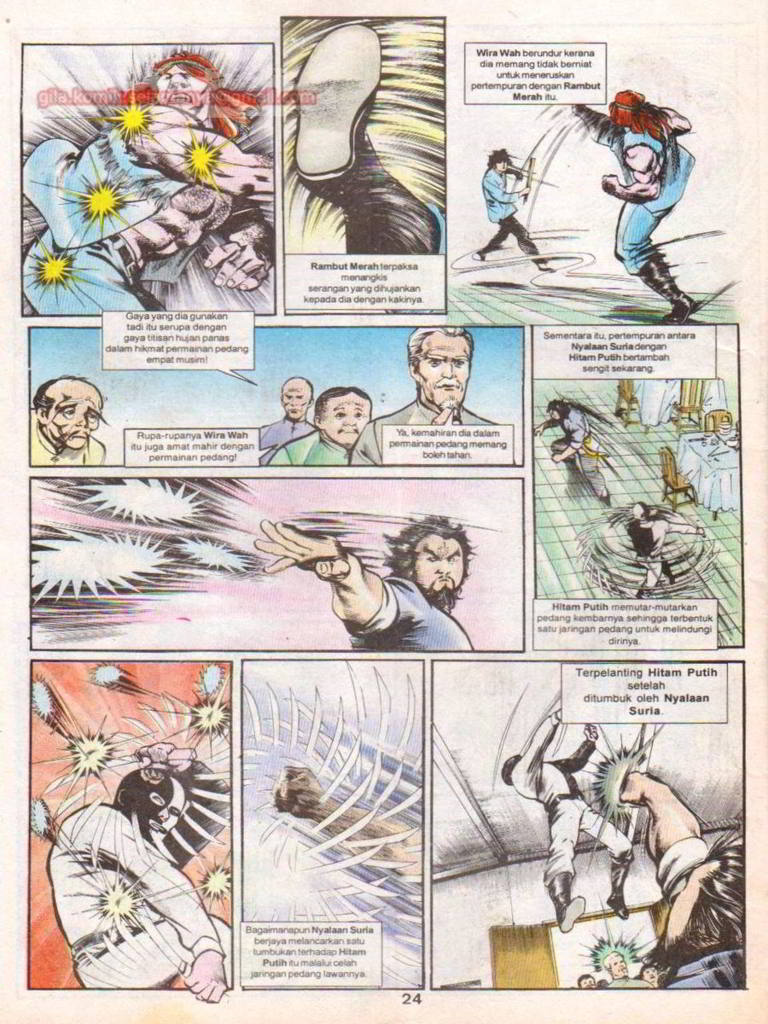 Rambut Merah terpaksa
menangkis
serangan yang dihujankan
kepada dia dengan kakinya.
Wira Wah berundur kerana
dia memang tidak berniat
untuk meneruskan
pertempuran dengan Rambut
Merah itu.
Gaya yang dia gunakan
tadi itu serupa dengan
gaya titisan hujan panas
dalam hikmat permainan pedang
empat musim!
Rupa-rupanya Wira Wah
itu juga amat mahir dengan
permainan pedang!
Ya, kemahiran dia dalam
permainan pedang memang
boleh tahan.
Sementara itu, pertempuran antara
Nyalaan Suria dengan
Hitam Putih bertambah
sengit sekarang.
Hitam Putih memutar-mutarkan
pedang kembarnya sehingga terbentuk
satu jaringan pedang untuk melindungi
dirinya.
Bagaimanapun Nyalaan Suria
berjaya melancarkan satu
tumbukan terhadap Hitam
Putih itu malalui celah
jaringan pedang lawannya.
Terpelanting Hitam Putih
setelah
ditumbuk oleh Nyalaan
Suria.
24